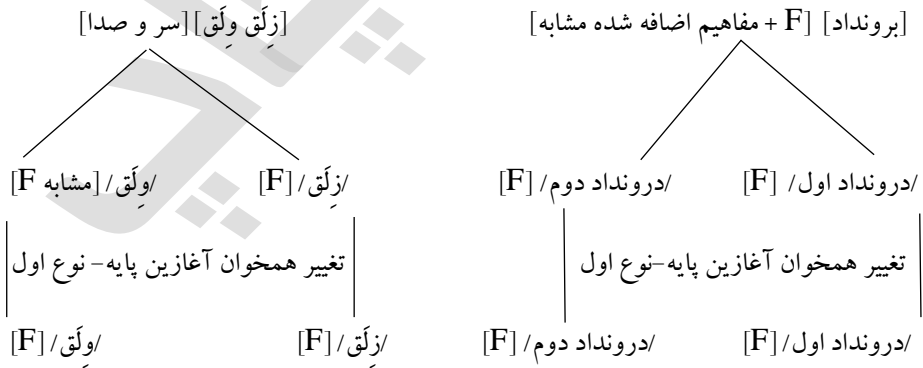 [برونداد] [F + مفاهیم اضافه شده مشابه]
[زِلَق وِلَق] [سر و صدا]
/درونداد اول/ [F] /درونداد دوم/ [F]
/زِلَق/ [F] /وِلَق/ [مشابه F]
تغییر همخوان آغازین پایه–نوع اول
تغییر همخوان آغازین پایه– نوع اول
/درونداد اول/ [F] /درونداد دوم/ [F]
/زِلَق/ [F] /وِلَق/ [F]